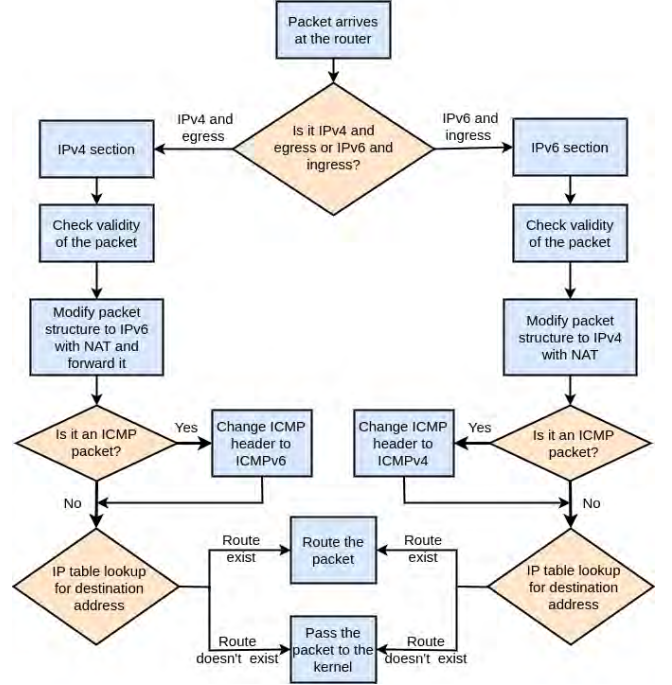 Packet arrives
at the router
Is it IPv4 and
egress or IPv6 and
ingress?
IPv4 and
egress
IPv6 and
ingress
IPv4 section
IPv6 section
Check validity
of the packet
Check validity
of the packet
Modify packet
structure to IPv6
with NAT and
forward it
Modify packet
structure to IPv4
with NAT
Is it an ICMP
packet?
Yes
Change ICMP
header to
ICMPv6
Change ICMP
header to
ICMPv4
Yes
Is it an ICMP
packet?
No
No
IP table lookup
for destination
address
Route
exist
Route the
packet
Route
exist
IP table lookup
for destination
address
Route
doesn't exist
Pass the
packet to the
kernel
Route
doesn't exist